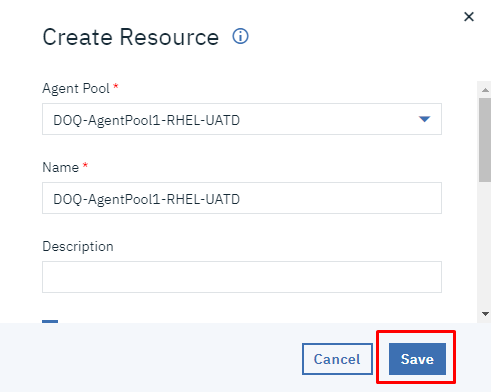 Create Resource
Agent Pool *
DOQ-AgentPool1-RHEL-UATD
Name *
DOQ-AgentPool1-RHEL-UATD
Description
Cancel
Save